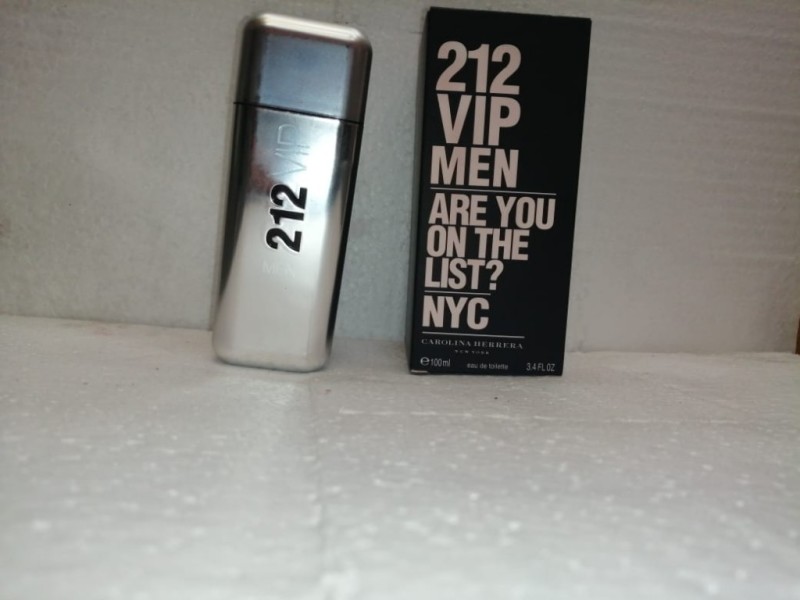 212 VIP
MEN
212
VIP
MEN
ARE YOU
ON THE
LIST?
NYC
CAROLINA HERRERA
NEW YORK
℮100ml eau de toilette 3.4 FL.OZ